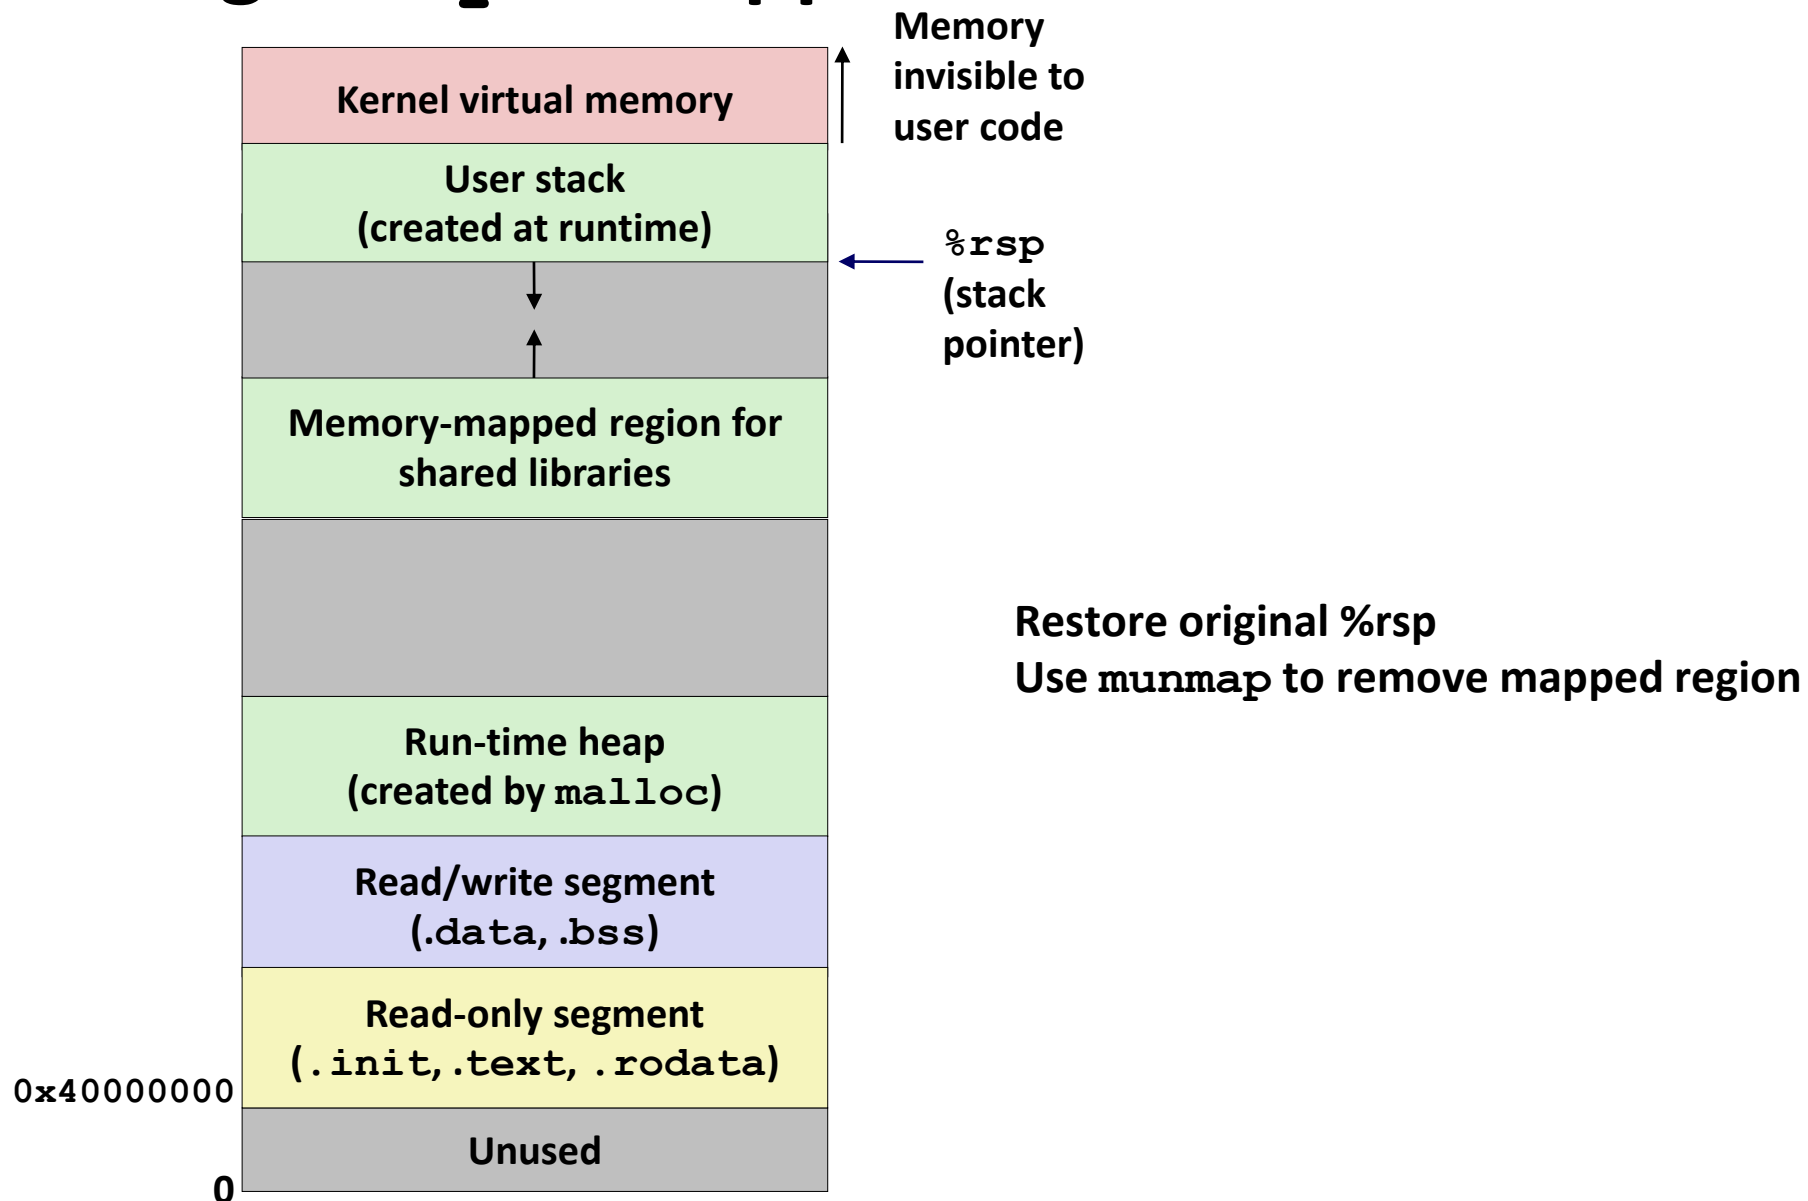 Memory
invisible to
user code
Kernel virtual memory
User stack
(created at runtime)
%rsp
(stack
pointer)
Memory-mapped region for
shared libraries
Restore original %rsp
Use munmap to remove mapped region
Run-time heap
(created by malloc)
Read/write segment
(.data, .bss)
Read-only segment
(.init, .text, .rodata)
0x40000000
Unused
0